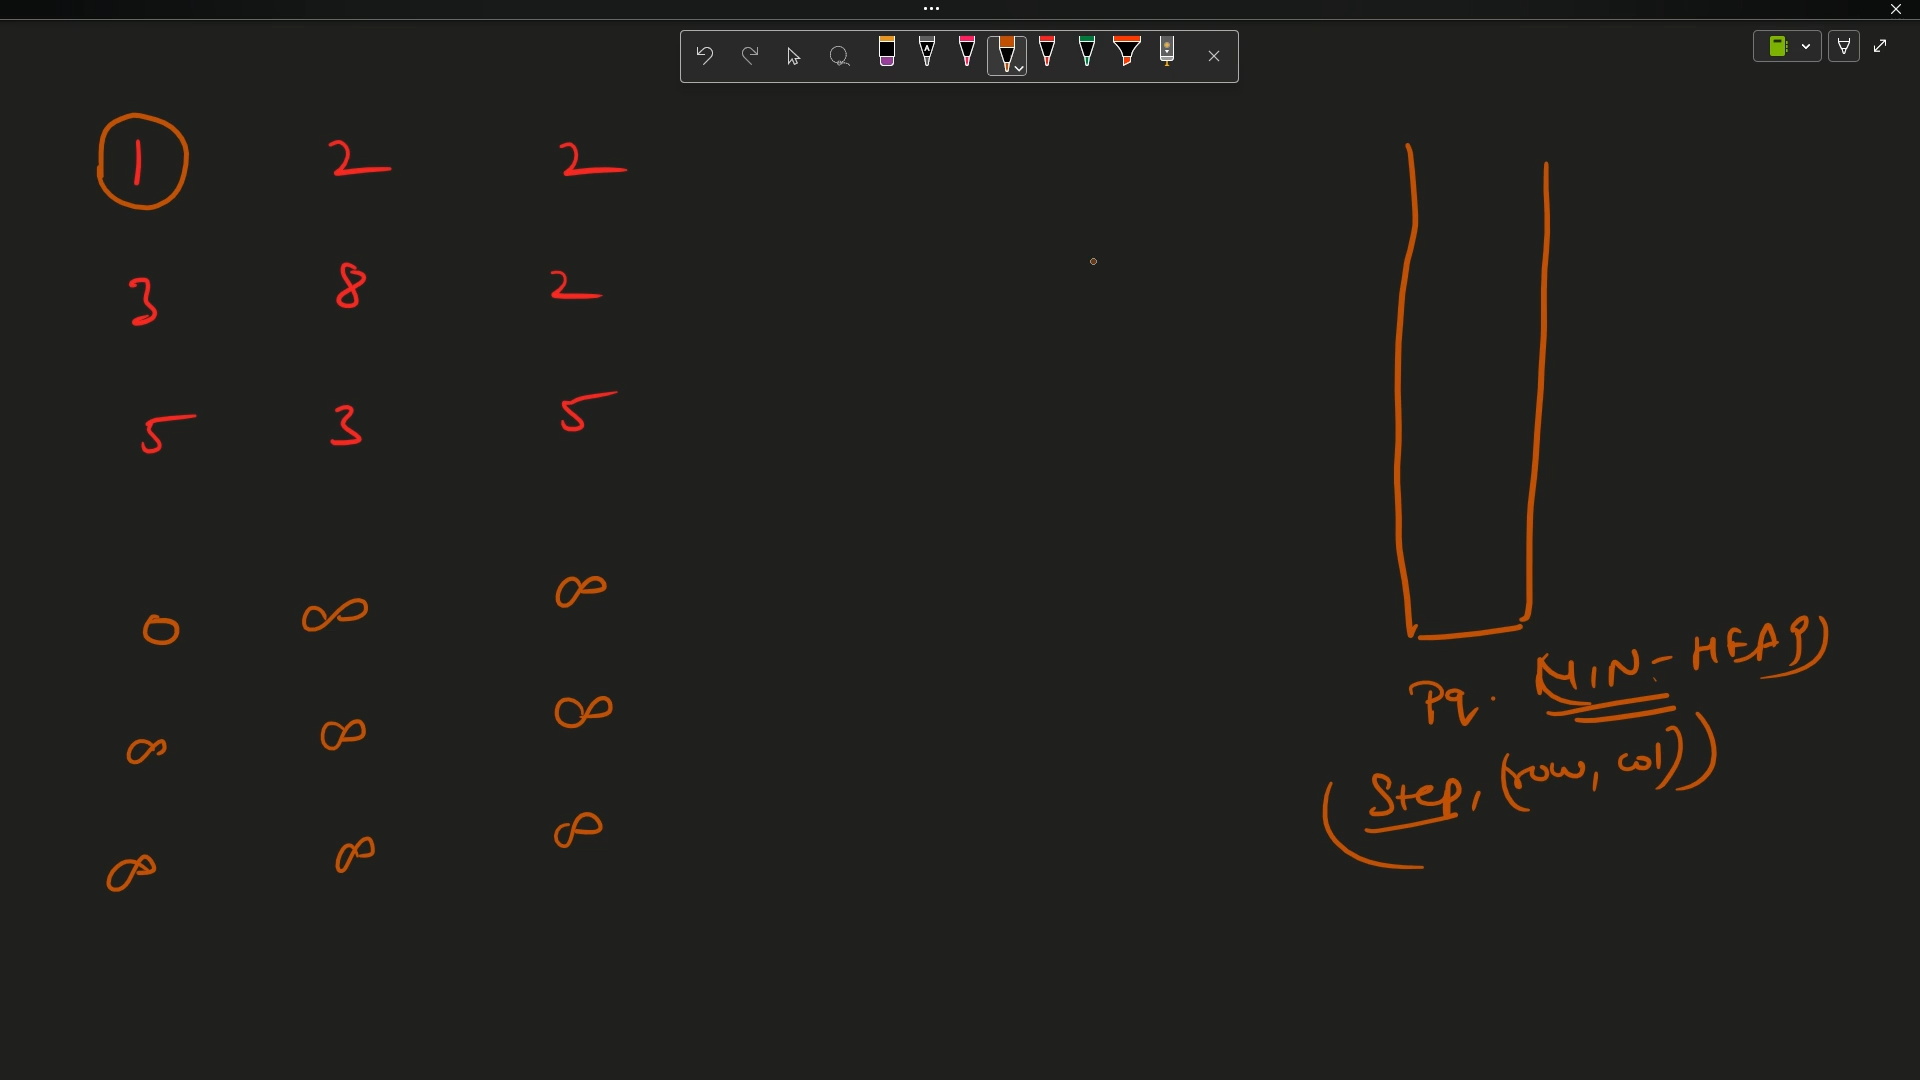 1 2 2
3 8 2
5 3 5
0 ∞ ∞
∞ ∞ ∞
∞ ∞ ∞
Pq. MIN-HEAP)
(Step, (row, col))